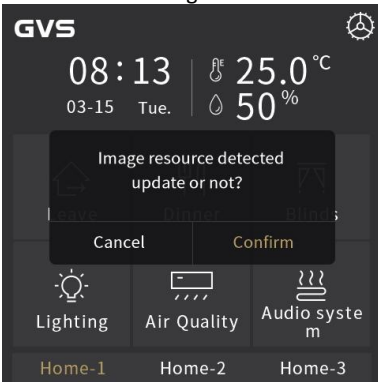 GVS
08:13
25.0 °C
03-15 Tue.
50 %
Image resource detected
update or not?
Leave
Dinner
Blinds
Cancel
Confirm
Lighting
Air Quality
Audio syste
m
Home-1
Home-2
Home-3